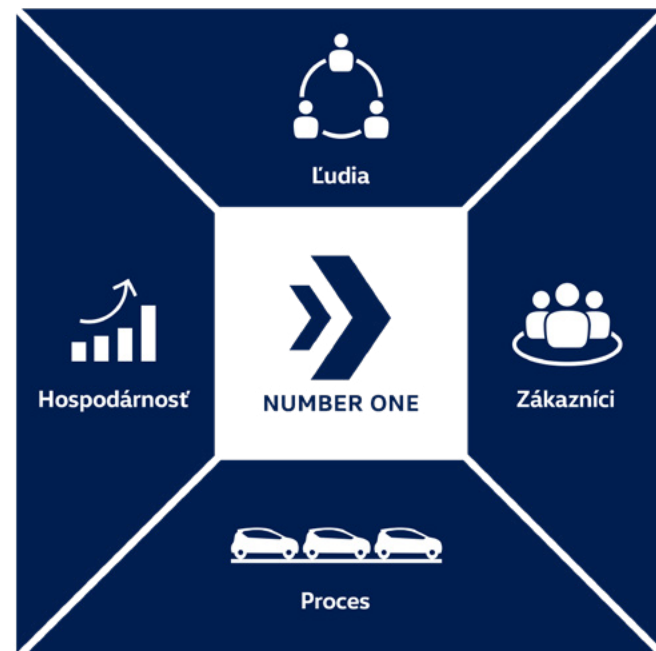 Ľudia
Hospodárnosť
NUMBER ONE
Zákazníci
Proces